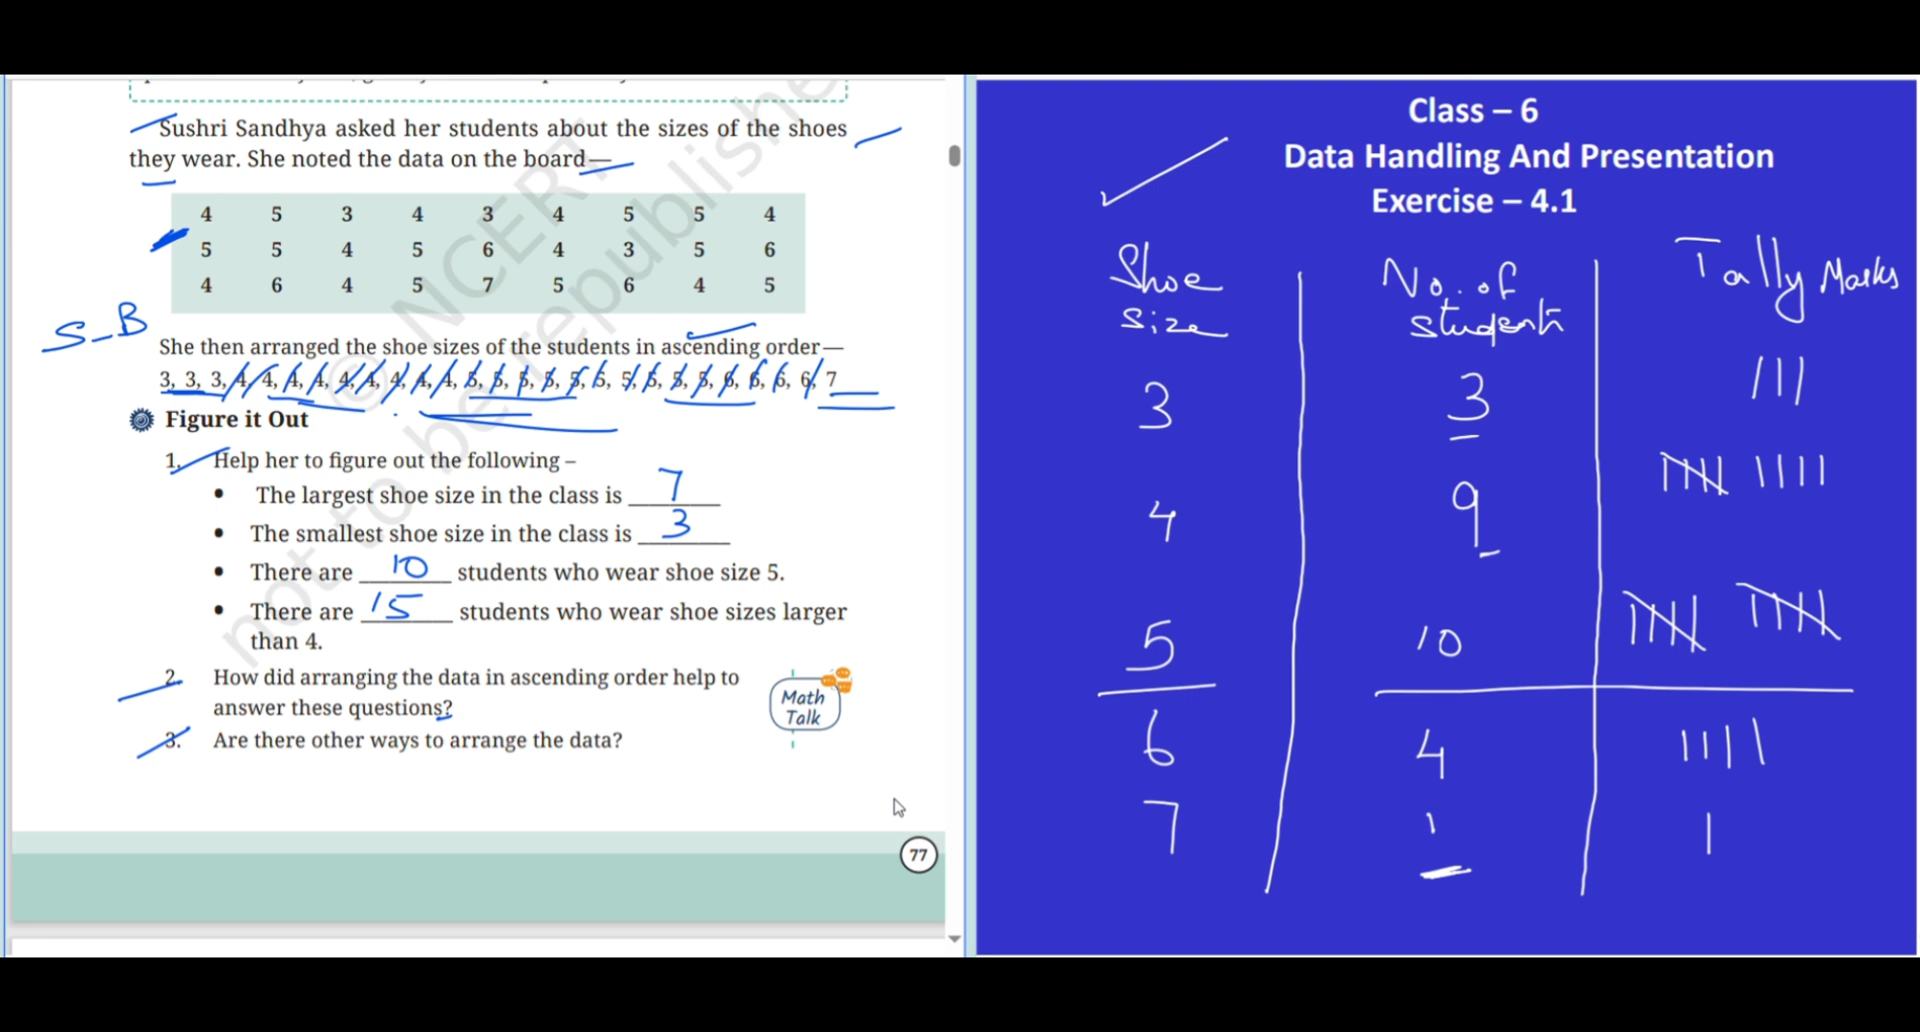 Sushri Sandhya asked her students about the sizes of the shoes
they wear. She noted the data on the board—
4 5 3 4 3 4 5 5 4
5 5 4 5 6 4 3 5 6
4 6 4 5 7 5 6 4 5
S-B
She then arranged the shoe sizes of the students in ascending order—
3, 3, 3, 4, 4, 4, 4, 4, 4, 4, 4, 4, 5, 5, 5, 5, 5, 5, 5, 5, 5, 5, 6, 6, 6, 6, 7
Figure it Out
1. Help her to figure out the following –
• The largest shoe size in the class is 7
• The smallest shoe size in the class is 3
• There are 10 students who wear shoe size 5.
• There are 15 students who wear shoe sizes larger
than 4.
2. How did arranging the data in ascending order help to
answer these questions?
3. Are there other ways to arrange the data?
Math
Talk
77
© NCERT
not to be republishe
Class – 6
Data Handling And Presentation
Exercise – 4.1
Shoe size No. of students Tally Marks
3 3 |||
4 9 |||| ||||
5 10 |||| ||||
6 4 ||||
7 1 |